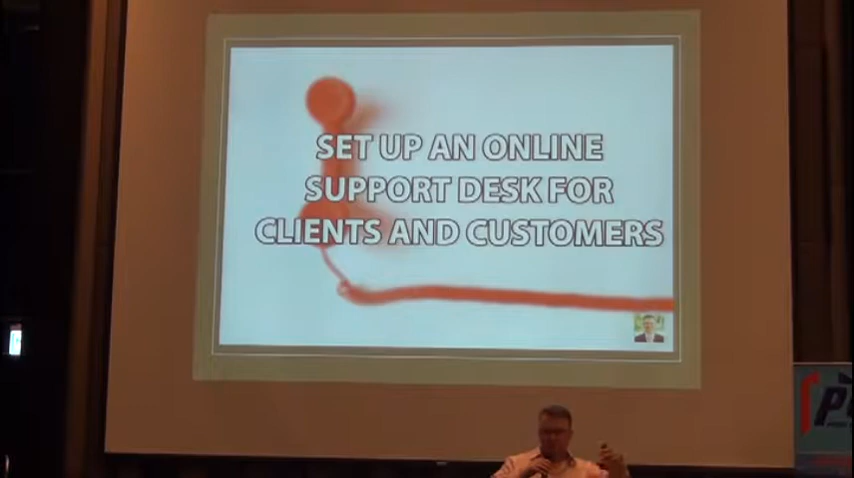 SET UP AN ONLINE
SUPPORT DESK FOR
CLIENTS AND CUSTOMERS